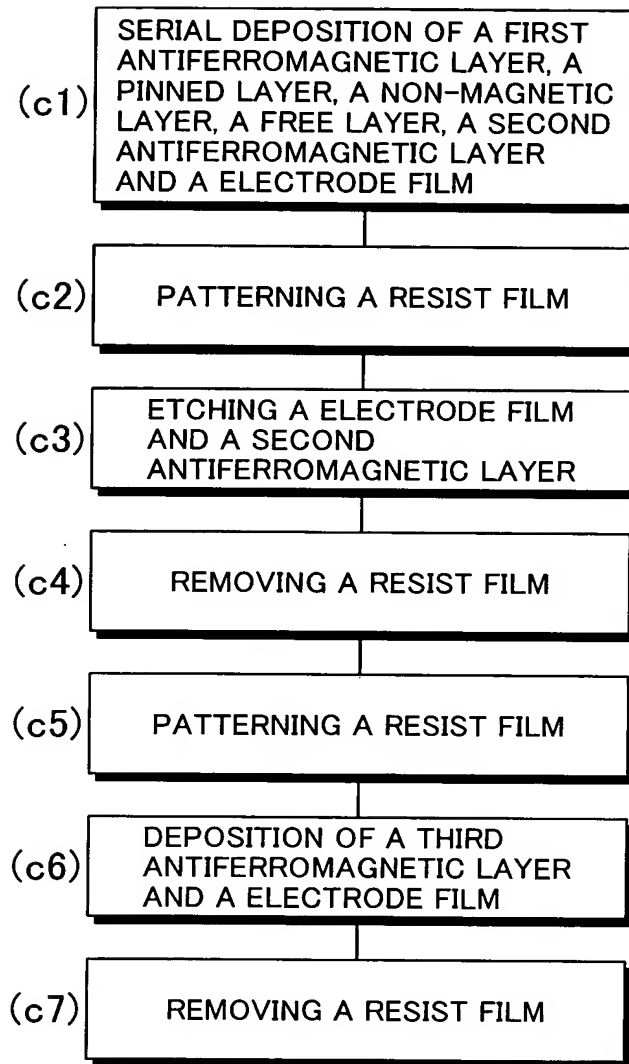 (c1)
SERIAL DEPOSITION OF A FIRST
ANTIFERROMAGNETIC LAYER, A
PINNED LAYER, A NON-MAGNETIC
LAYER, A FREE LAYER, A SECOND
ANTIFERROMAGNETIC LAYER
AND A ELECTRODE FILM
(c2)
PATTERNING A RESIST FILM
(c3)
ETCHING A ELECTRODE FILM
AND A SECOND
ANTIFERROMAGNETIC LAYER
(c4)
REMOVING A RESIST FILM
(c5)
PATTERNING A RESIST FILM
(c6)
DEPOSITION OF A THIRD
ANTIFERROMAGNETIC LAYER
AND A ELECTRODE FILM
(c7)
REMOVING A RESIST FILM